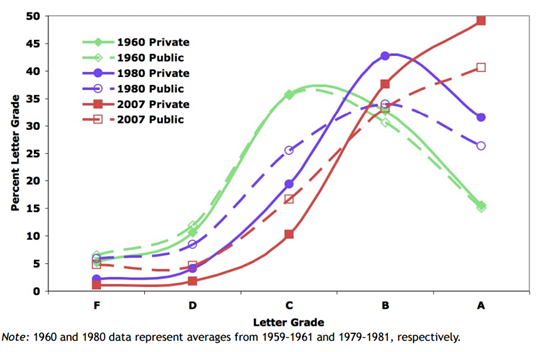 50
45
40
35
30
25
20
15
10
5
0
Percent Letter Grade
1960 Private
1960 Public
1980 Private
1980 Public
2007 Private
2007 Public
F D C B A
Letter Grade
Note: 1960 and 1980 data represent averages from 1959-1961 and 1979-1981, respectively.